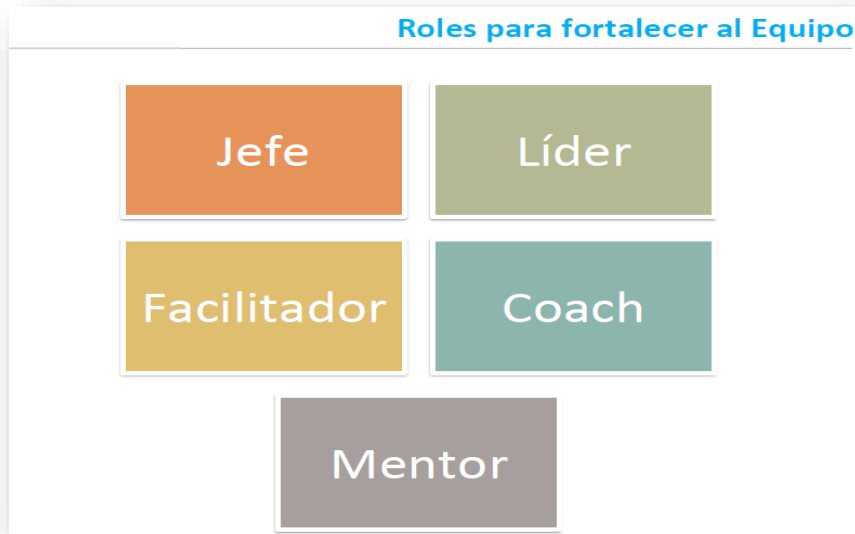 Roles para fortalecer al Equipo
Jefe
Líder
Facilitador
Coach
Mentor